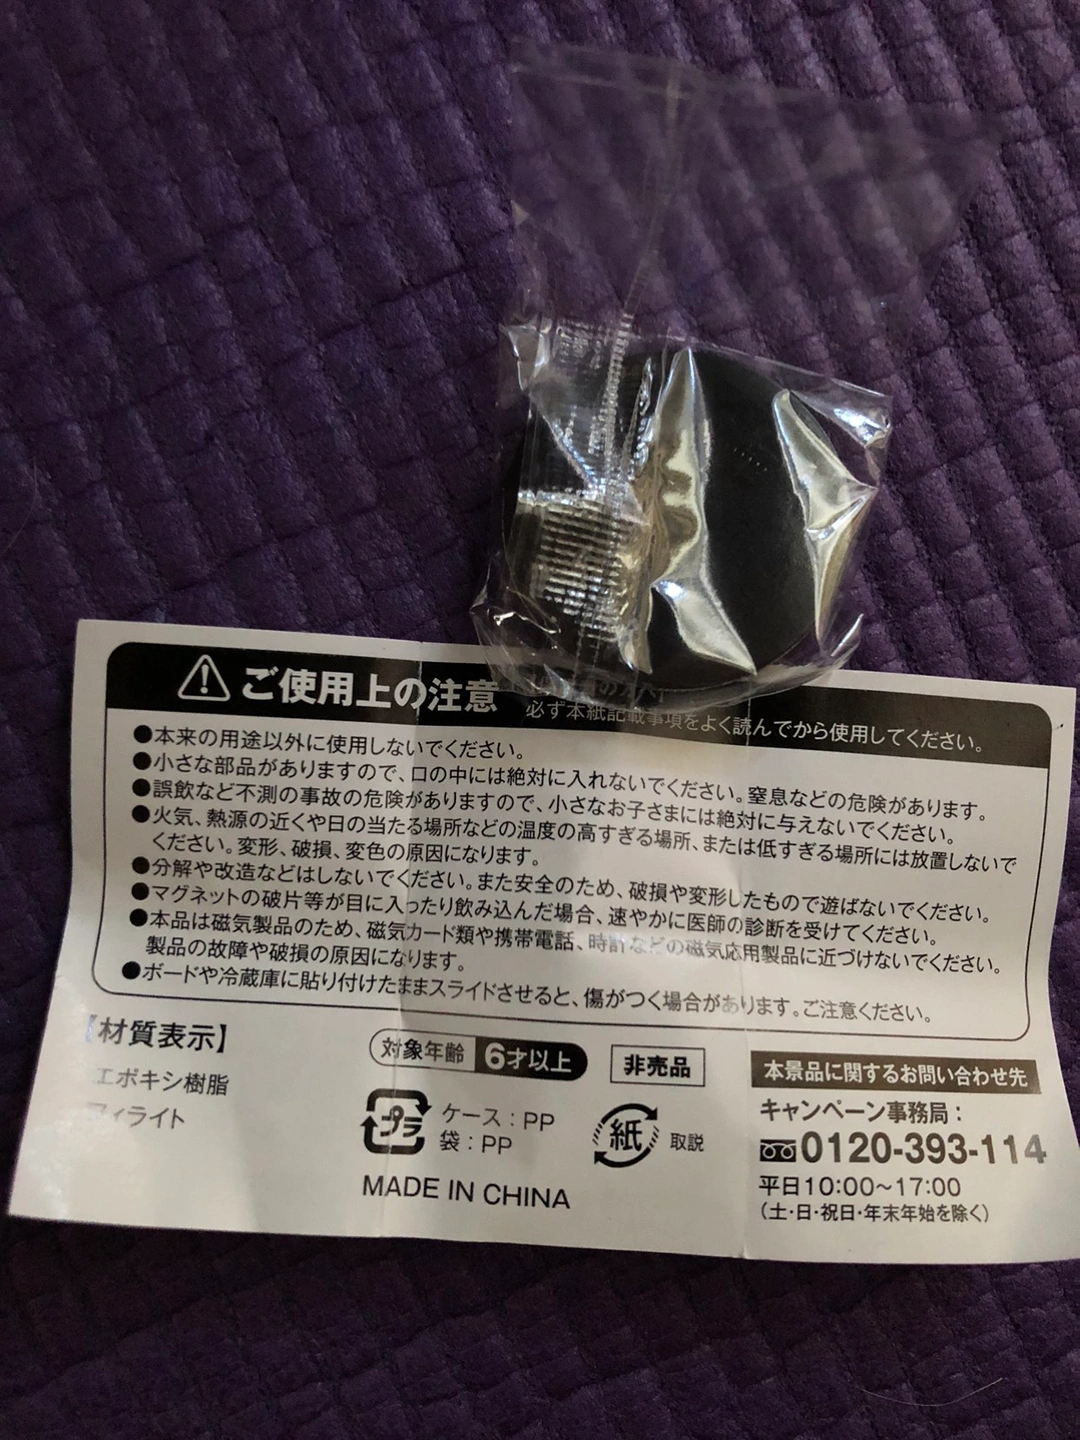 ご使用上の注意
必ず本紙記載事項をよく読んでから使用してください。
●本来の用途以外に使用しないでください。
●小さな部品がありますので、口の中には絶対に入れないでください。窒息などの危険があります。
●誤飲など不測の事故の危険がありますので、小さなお子さまには絶対に与えないでください。
●火気、熱源の近くや日の当たる場所などの温度の高すぎる場所、または低すぎる場所には放置しないで
ください。変形、破損、変色の原因になります。
●分解や改造などはしないでください。また安全のため、破損や変形したもので遊ばないでください。
●マグネットの破片等が目に入ったり飲み込んだ場合、速やかに医師の診断を受けてください。
●本品は磁気製品のため、磁気カード類や携帯電話、時計などの磁気応用製品に近づけないでください。
製品の故障や破損の原因になります。
●ボードや冷蔵庫に貼り付けたままスライドさせると、傷がつく場合があります。ご注意ください。
【材質表示】
エポキシ樹脂
対象年齢 6才以上
非売品
プラ
ケース：PP
袋：PP
紙 取説
MADE IN CHINA
本景品に関するお問い合わせ先
キャンペーン事務局：
0120-393-114
平日10:00～17:00
（土・日・祝日・年末年始を除く）